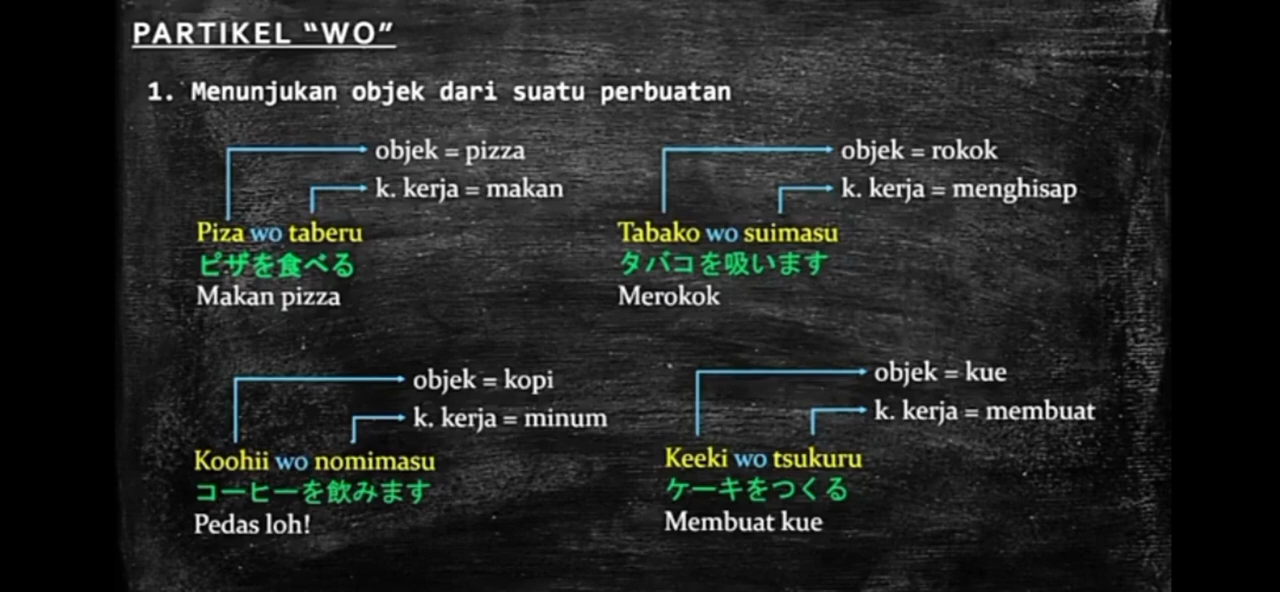 PARTIKEL “WO”
1. Menunjukan objek dari suatu perbuatan
objek = pizza
k. kerja = makan
Piza wo taberu
ピザを食べる
Makan pizza
objek = rokok
k. kerja = menghisap
Tabako wo suimasu
タバコを吸います
Merokok
objek = kopi
k. kerja = minum
Koohii wo nomimasu
コーヒーを飲みます
Pedas loh!
objek = kue
k. kerja = membuat
Keeki wo tsukuru
ケーキをつくる
Membuat kue